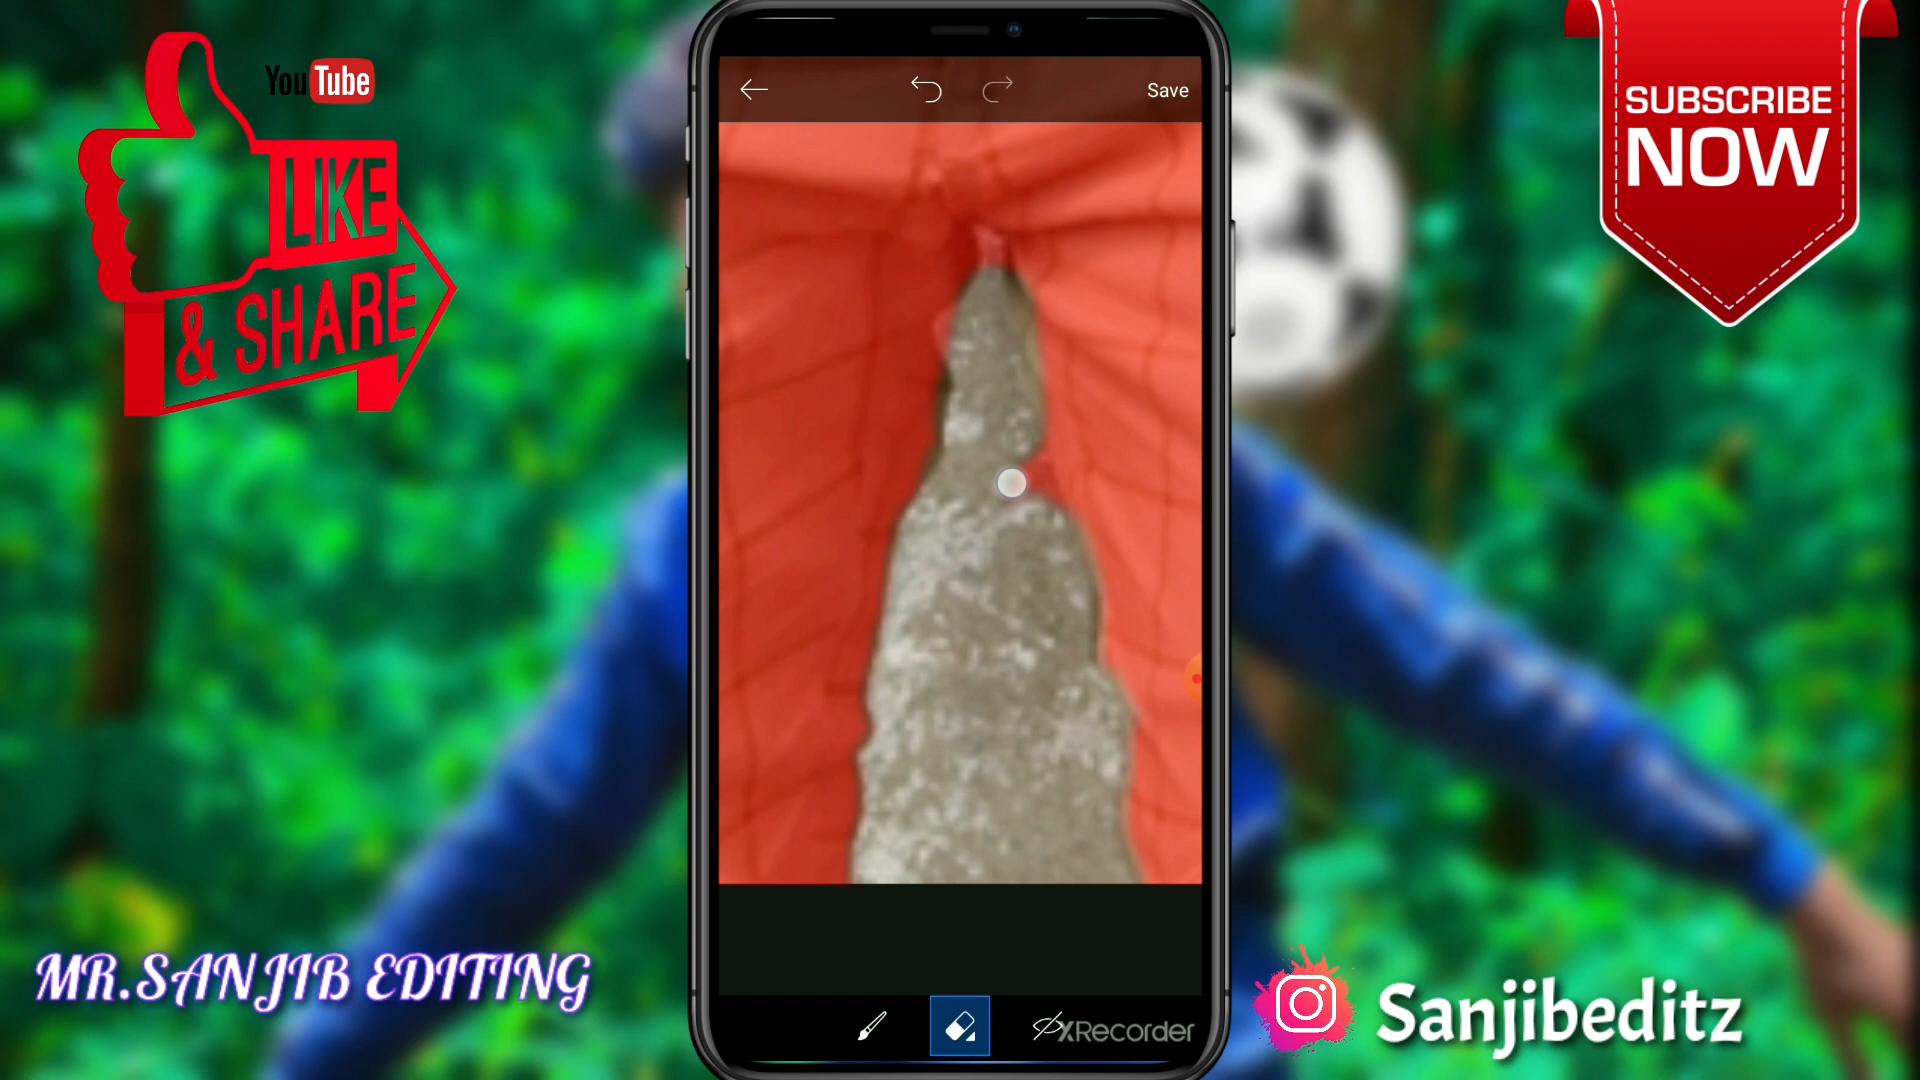 YouTube
LIKE
& SHARE
Save
SUBSCRIBE
NOW
MR.SANJIB EDITING
XRecorder
Sanjibeditz